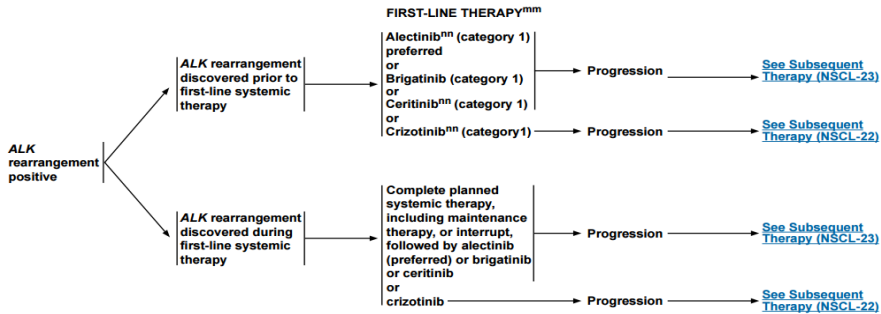 FIRST-LINE THERAPYmm
ALK rearrangement positive
ALK rearrangement
discovered prior to
first-line systemic
therapy
Alectinibnn (category 1)
preferred
or
Brigatinib (category 1)
or
Ceritinibnn (category 1)
or
Crizotinibnn (category1)
Progression
See Subsequent
Therapy (NSCL-23)
Progression
See Subsequent
Therapy (NSCL-22)
ALK rearrangement
discovered during
first-line systemic
therapy
Complete planned
systemic therapy,
including maintenance
therapy, or interrupt,
followed by alectinib
(preferred) or brigatinib
or ceritinib
or
crizotinib
Progression
See Subsequent
Therapy (NSCL-23)
Progression
See Subsequent
Therapy (NSCL-22)